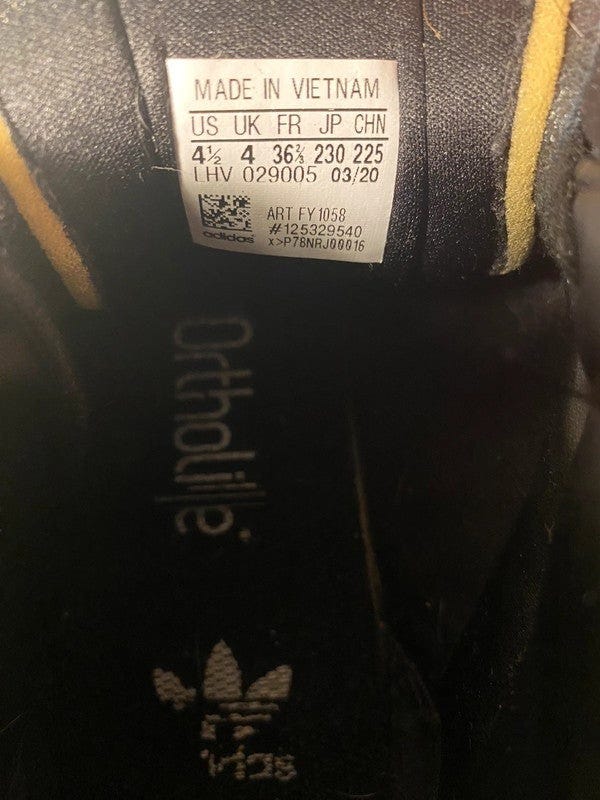 MADE IN VIETNAM
US UK FR JP CHN
4½ 4 36⅔ 230 225
LHV 029005 03/20
ART FY1058
#125329540
adidas
x>P78NRJ00016
Ortholite